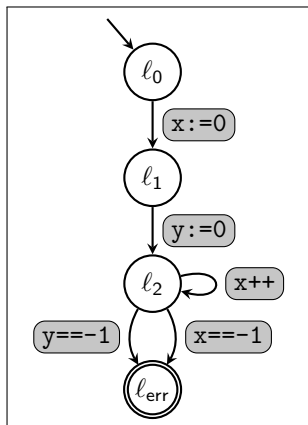 ℓ0
x:=0
ℓ1
y:=0
ℓ2
x++
y==-1 x==-1
ℓerr